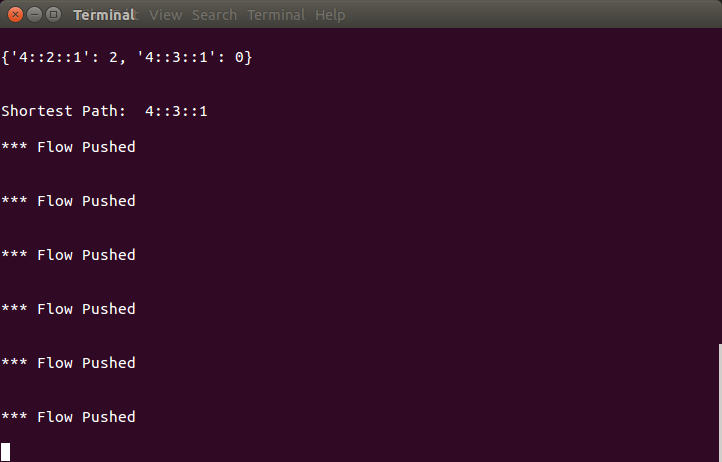 Terminal Edit View Search Terminal Help
{'4::2::1': 2, '4::3::1': 0}
Shortest Path:  4::3::1
*** Flow Pushed
*** Flow Pushed
*** Flow Pushed
*** Flow Pushed
*** Flow Pushed
*** Flow Pushed